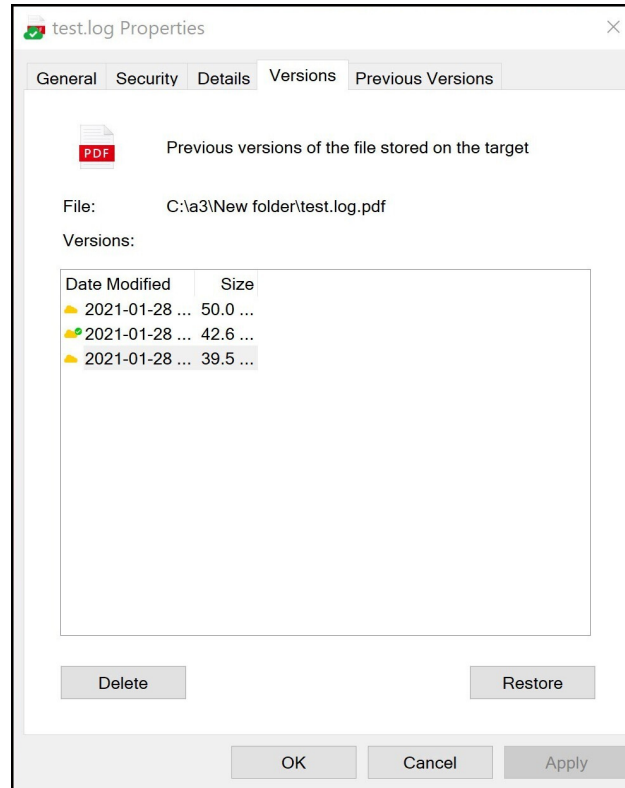 test.log Properties
General Security Details Versions Previous Versions
PDF
Previous versions of the file stored on the target
File: C:\a3\New folder\test.log.pdf
Versions:
Date Modified Size
2021-01-28 ... 50.0 ...
2021-01-28 ... 42.6 ...
2021-01-28 ... 39.5 ...
Delete Restore
OK Cancel Apply